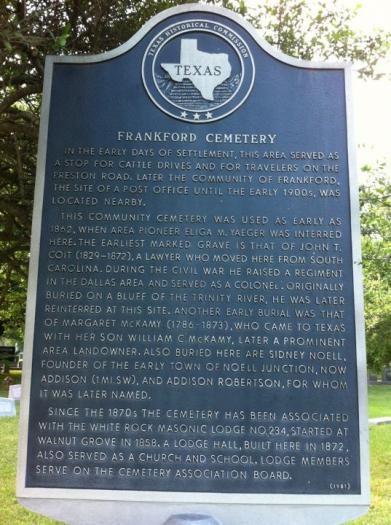 TEXAS HISTORICAL COMMISSION
TEXAS
FRANKFORD CEMETERY
IN THE EARLY DAYS OF SETTLEMENT, THIS AREA SERVED AS
A STOP FOR CATTLE DRIVES AND FOR TRAVELERS ON THE
PRESTON ROAD. LATER THE COMMUNITY OF FRANKFORD,
THE SITE OF A POST OFFICE UNTIL THE EARLY 1900s, WAS
LOCATED NEARBY.
THIS COMMUNITY CEMETERY WAS USED AS EARLY AS
1862, WHEN AREA PIONEER ELIGA M. YAEGER WAS INTERRED
HERE. THE EARLIEST MARKED GRAVE IS THAT OF JOHN T.
COIT (1829-1872), A LAWYER WHO MOVED HERE FROM SOUTH
CAROLINA. DURING THE CIVIL WAR HE RAISED A REGIMENT
IN THE DALLAS AREA AND SERVED AS A COLONEL. ORIGINALLY
BURIED ON A BLUFF OF THE TRINITY RIVER, HE WAS LATER
REINTERRED AT THIS SITE. ANOTHER EARLY BURIAL WAS THAT
OF MARGARET McKAMY (1786-1873), WHO CAME TO TEXAS
WITH HER SON WILLIAM C. McKAMY, LATER A PROMINENT
AREA LANDOWNER. ALSO BURIED HERE ARE SIDNEY NOELL,
FOUNDER OF THE EARLY TOWN OF NOELL JUNCTION, NOW
ADDISON (1 MI. SW), AND ADDISON ROBERTSON, FOR WHOM
IT WAS LATER NAMED.
SINCE THE 1870s THE CEMETERY HAS BEEN ASSOCIATED
WITH THE WHITE ROCK MASONIC LODGE NO. 234, STARTED AT
WALNUT GROVE IN 1858. A LODGE HALL, BUILT HERE IN 1872,
ALSO SERVED AS A CHURCH AND SCHOOL. LODGE MEMBERS
SERVE ON THE CEMETERY ASSOCIATION BOARD.
(1981)